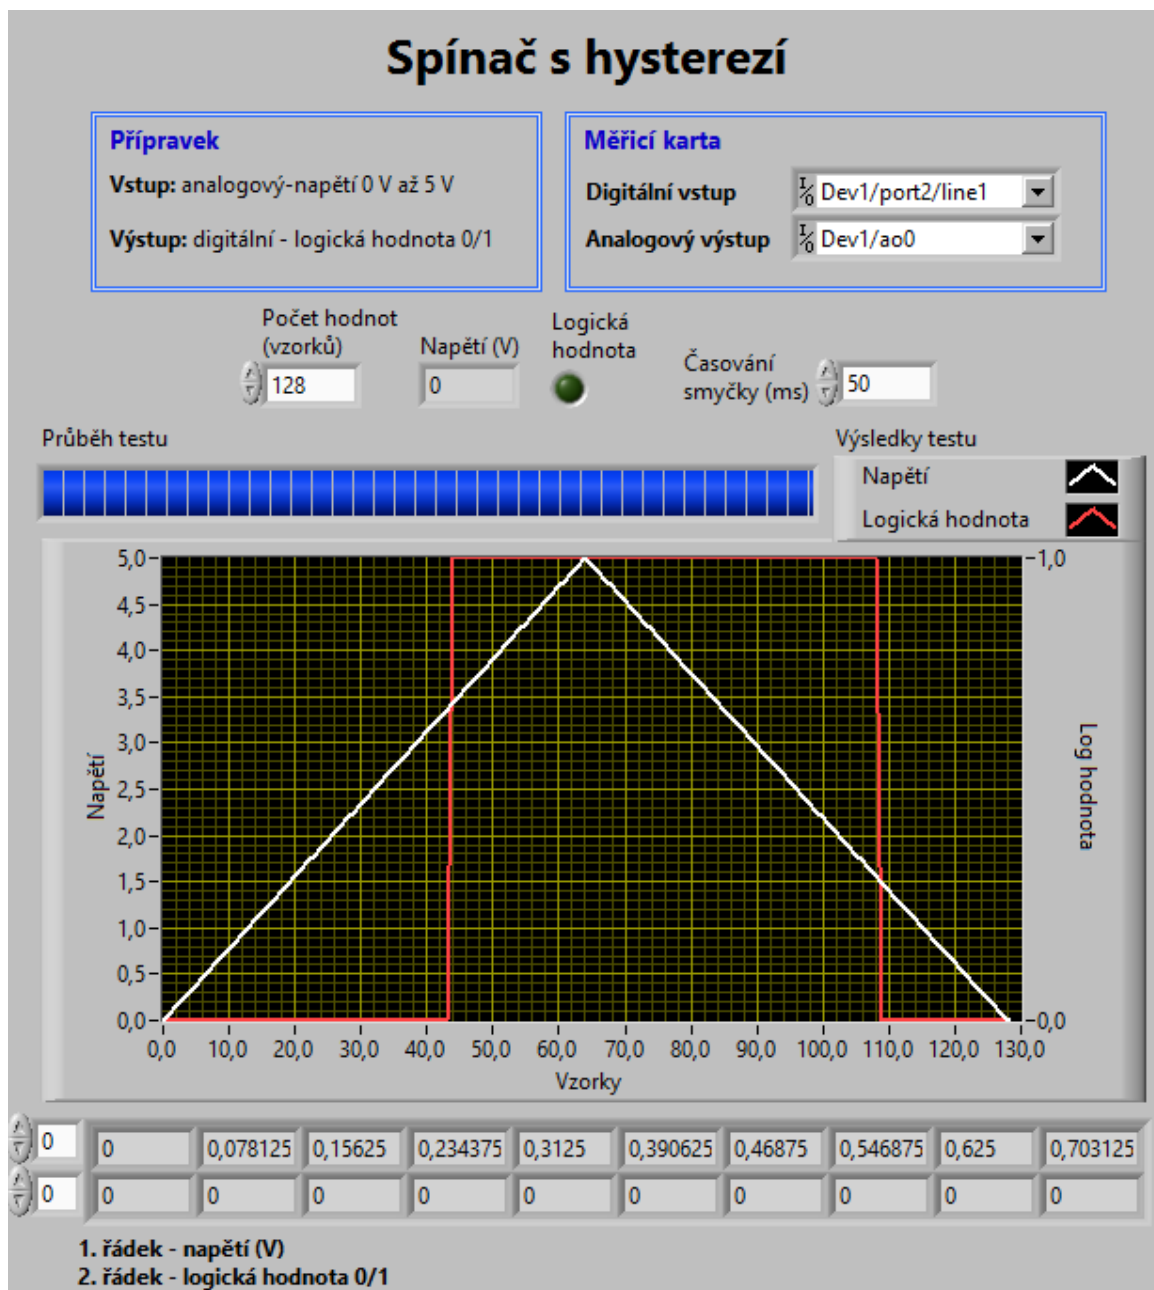 Spínač s hysterezí
Přípravek
Vstup: analogový-napětí 0 V až 5 V
Výstup: digitální - logická hodnota 0/1
Měřicí karta
Digitální vstup Dev1/port2/line1
Analogový výstup Dev1/ao0
Počet hodnot
(vzorků)
128
Napětí (V)
0
Logická
hodnota
Časování
smyčky (ms)
50
Průběh testu
Výsledky testu
Napětí
Logická hodnota
5,0
4,5
4,0
3,5
3,0
2,5
2,0
1,5
1,0
0,5
0,0
Napětí
1,0
0,0
Log hodnota
0,0 10,0 20,0 30,0 40,0 50,0 60,0 70,0 80,0 90,0 100,0 110,0 120,0 130,0
Vzorky
0 0 0,078125 0,15625 0,234375 0,3125 0,390625 0,46875 0,546875 0,625 0,703125
0 0 0 0 0 0 0 0 0 0 0
1. řádek - napětí (V)
2. řádek - logická hodnota 0/1